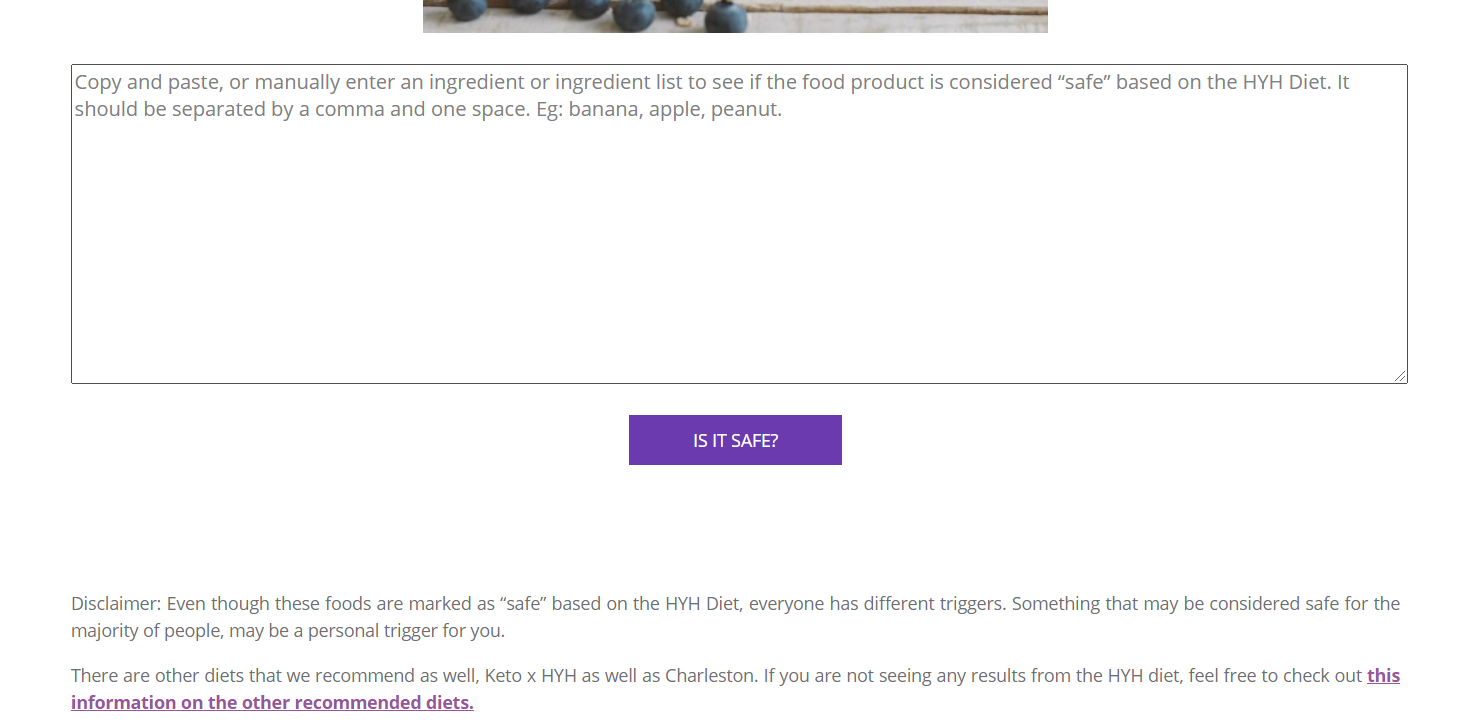 Copy and paste, or manually enter an ingredient or ingredient list to see if the food product is considered “safe” based on the HYH Diet. It
should be separated by a comma and one space. Eg: banana, apple, peanut.
IS IT SAFE?
Disclaimer: Even though these foods are marked as “safe” based on the HYH Diet, everyone has different triggers. Something that may be considered safe for the
majority of people, may be a personal trigger for you.
There are other diets that we recommend as well, Keto x HYH as well as Charleston. If you are not seeing any results from the HYH diet, feel free to check out this
information on the other recommended diets.